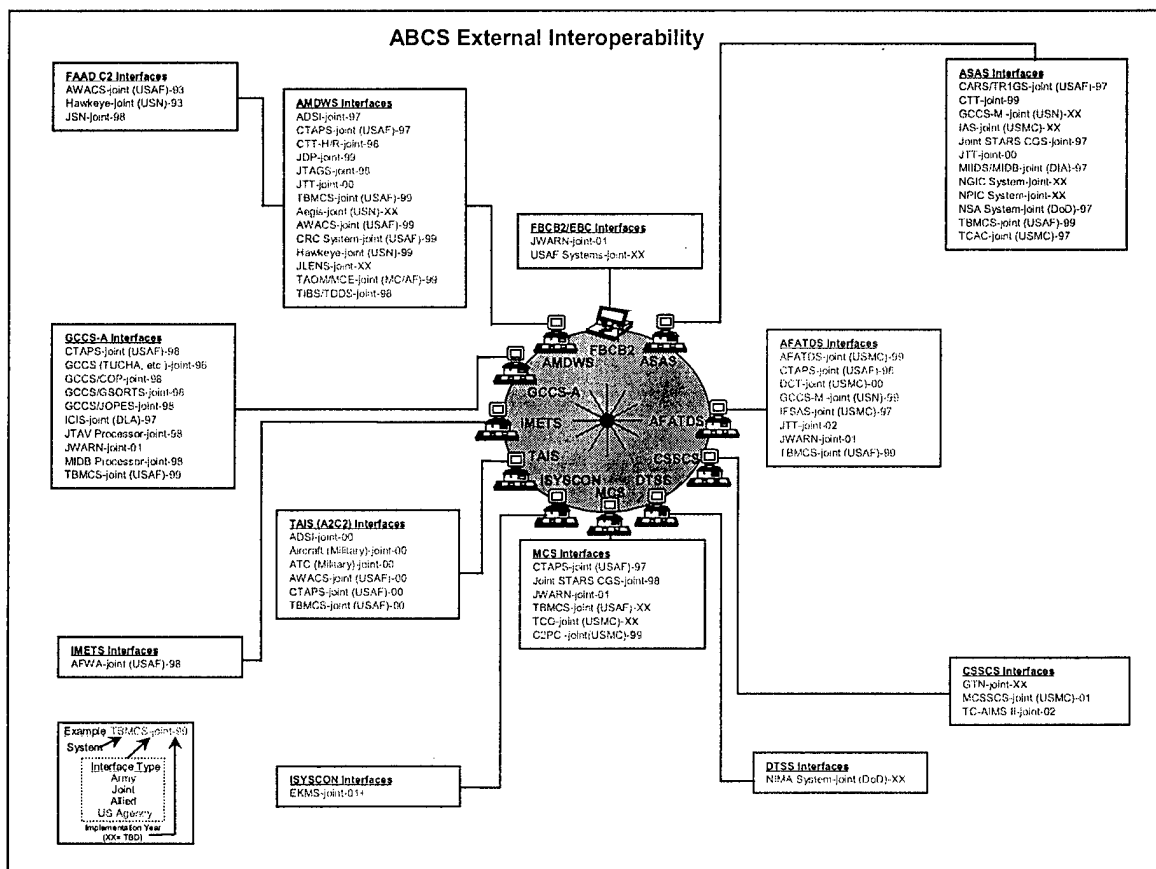 ABCS External Interoperability
FAAD C2 Interfaces
AWACS-joint (USAF)-93
Hawkeye-joint (USN)-93
JSN-joint-98
AMDWS Interfaces
ADSI-joint-97
CTAPS-joint (USAF)-97
CTT-H/R-joint-98
JDP-joint-99
JTAGS-joint-98
JTT-joint-00
TBMCS-joint (USAF)-99
Aegis-joint (USN)-XX
AWACS-joint (USAF)-99
CRC System-joint (USAF)-99
Hawkeye-joint (USN)-99
JLENS-joint-XX
TAOM/MCE-joint (MC/AF)-99
TIBS/TDDS-joint-98
FBCB2/EBC Interfaces
JWARN-joint-01
USAF Systems-joint-XX
ASAS Interfaces
CARS/TR1GS-joint (USAF)-97
CTT-joint-99
GCCS-M -joint (USN)-XX
IAS-joint (USMC)-XX
Joint STARS CGS-joint-97
JTT-joint-00
MIIDS/MIDB-joint (DIA)-97
NGIC System-joint-XX
NPIC System-joint-XX
NSA System-joint (DoD)-97
TBMCS-joint (USAF)-99
TCAC-joint (USMC)-97
GCCS-A Interfaces
CTAPS-joint (USAF)-98
GCCS (TUCHA, etc )-joint-96
GCCS/COP-joint-98
GCCS/GSORTS-joint-98
GCCS/JOPES-joint-98
ICIS-joint (DLA)-97
JTAV Processor-joint-98
JWARN-joint-01
MIDB Processor-joint-98
TBMCS-joint (USAF)-99
AMDWS
FBCB2
ASAS
GCCS-A
IMETS
AFATDS
TAIS
CSSCS
ISYSCON
MCS
DTSS
AFATDS Interfaces
AFATDS-joint (USMC)-99
CTAPS-joint (USAF)-96
DCT-joint (USMC)-00
GCCS-M -joint (USN)-99
IFSAS-joint (USMC)-97
JTT-joint-02
JWARN-joint-01
TBMCS-joint (USAF)-99
TAIS (A2C2) Interfaces
ADSI-joint-00
Aircraft (Military)-joint-00
ATC (Military)-joint-00
AWACS-joint (USAF)-00
CTAPS-joint (USAF)-00
TBMCS-joint (USAF)-00
MCS Interfaces
CTAPS-joint (USAF)-97
Joint STARS CGS-joint-98
JWARN-joint-01
TBMCS-joint (USAF)-XX
TCO-joint (USMC)-XX
C2PC -joint(USMC)-99
IMETS Interfaces
AFWA-joint (USAF)-98
CSSCS Interfaces
GTN-joint-XX
MCSSCS-joint (USMC)-01
TC-AIMS II-joint-02
Example TBMCS-joint-99
System
Interface Type
Army
Joint
Allied
US Agency
Implementation Year
(XX= TBD)
ISYSCON Interfaces
EKMS-joint-01+
DTSS Interfaces
NIMA System-joint (DoD)-XX